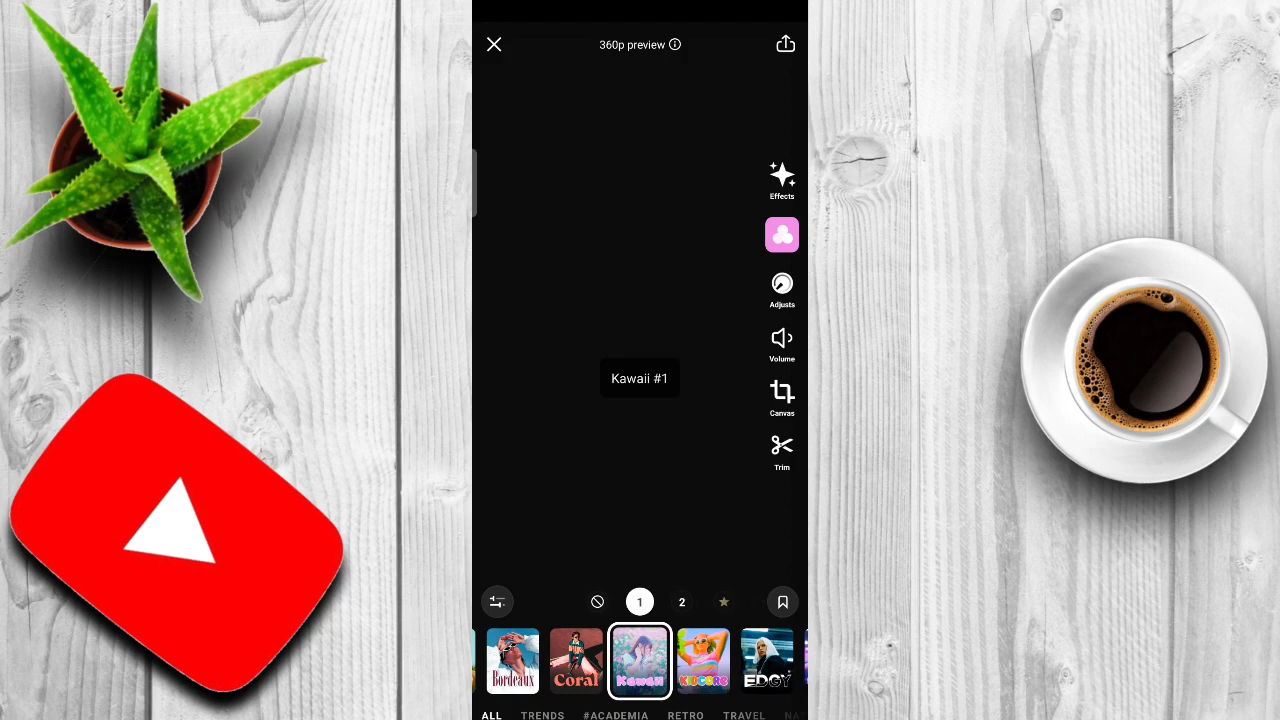 360p preview
Effects
Adjusts
Volume
Kawaii #1
Canvas
Trim
1 2
Bordeaux Coral Kawaii KIDCORE EDGY
ALL TRENDS #ACADEMIA RETRO TRAVEL